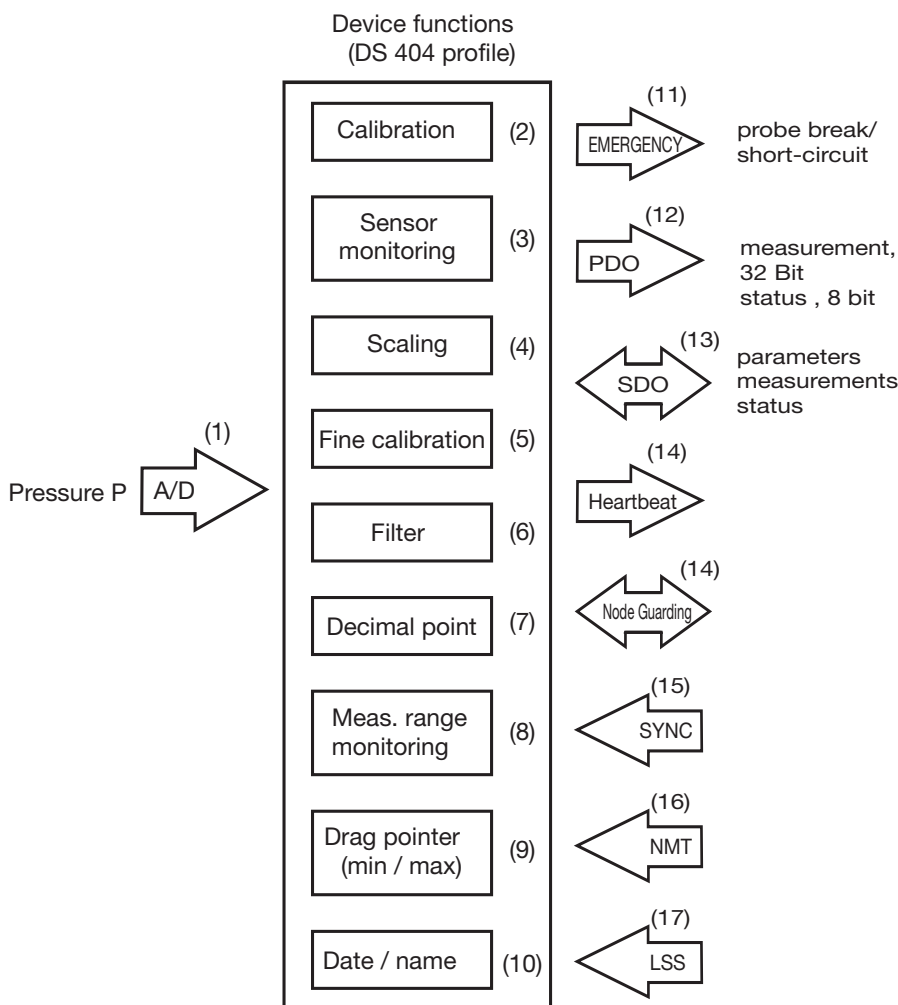 Device functions
(DS 404 profile)
Calibration
(2)
Sensor
monitoring
(3)
Scaling
(4)
Fine calibration
(5)
Filter
(6)
Decimal point
(7)
Meas. range
monitoring
(8)
Drag pointer
(min / max)
(9)
Date / name
(10)
Pressure P
(1)
A/D
(11)
EMERGENCY
probe break/
short-circuit
(12)
PDO
measurement,
32 Bit
status , 8 bit
(13)
SDO
parameters
measurements
status
(14)
Heartbeat
(14)
Node Guarding
(15)
SYNC
(16)
NMT
(17)
LSS